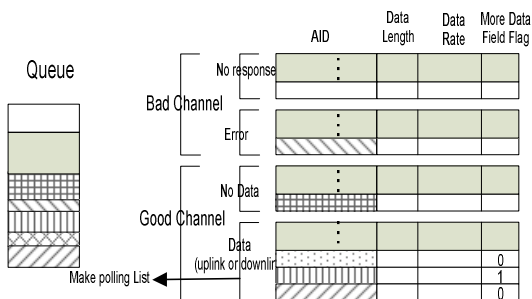 AID
Data Length
Data Rate
More Data Field Flag
Queue
No response
Bad Channel
Error
No Data
Good Channel
Data
(uplink or downlin
0
Make polling List
1
0